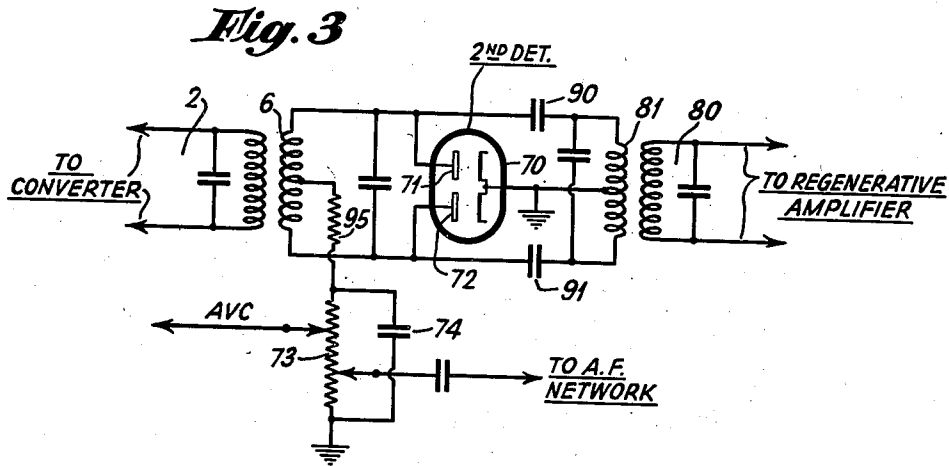 Fig. 3
2ND DET.
90
2
6
81
80
TO
CONVERTER
71
70
TO REGENERATIVE
AMPLIFIER
95
72
91
AVC
74
73
TO A.F.
NETWORK